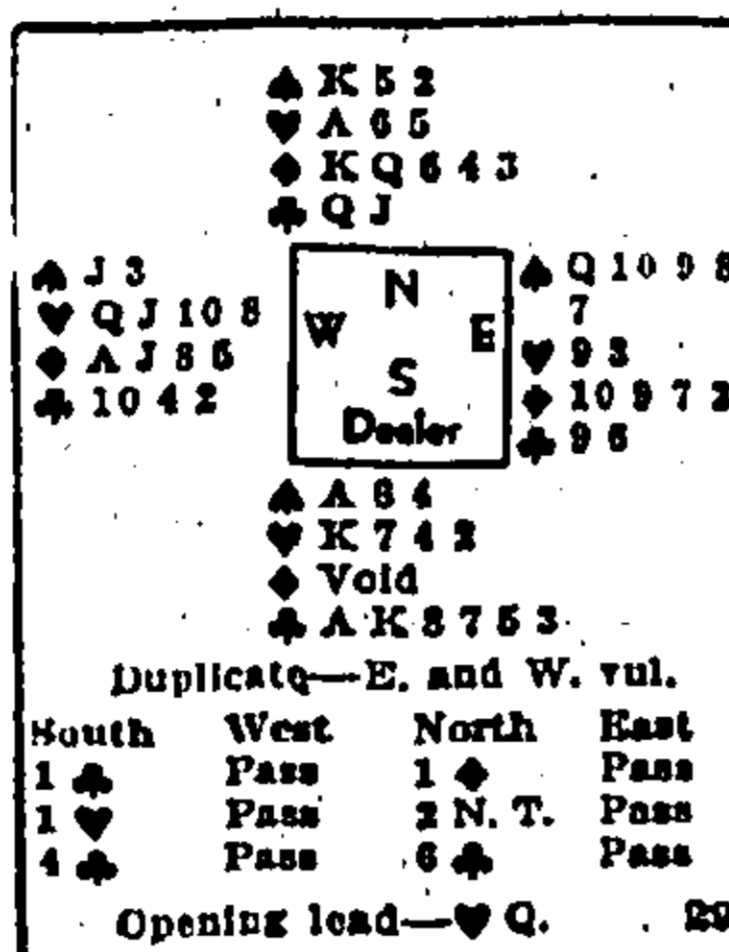 ♠ K 5 2
♥ A 6 5
♦ K Q 6 4 3
♣ Q J
♠ J 3
♥ Q J 10 8
♦ A J 8 5
♣ 10 4 2
N
W E
S
Dealer
♠ Q 10 9 8
7
♥ 9 3
♦ 10 9 7 2
♣ 9 6
♠ A 6 4
♥ K 7 4 2
♦ Void
♣ A K 8 7 5 3
Duplicate—E. and W. vul.
South West North East
1 ♣ Pass 1 ♦ Pass
1 ♥ Pass 2 N. T. Pass
4 ♣ Pass 6 ♣ Pass
Opening lead—♥ Q. 29